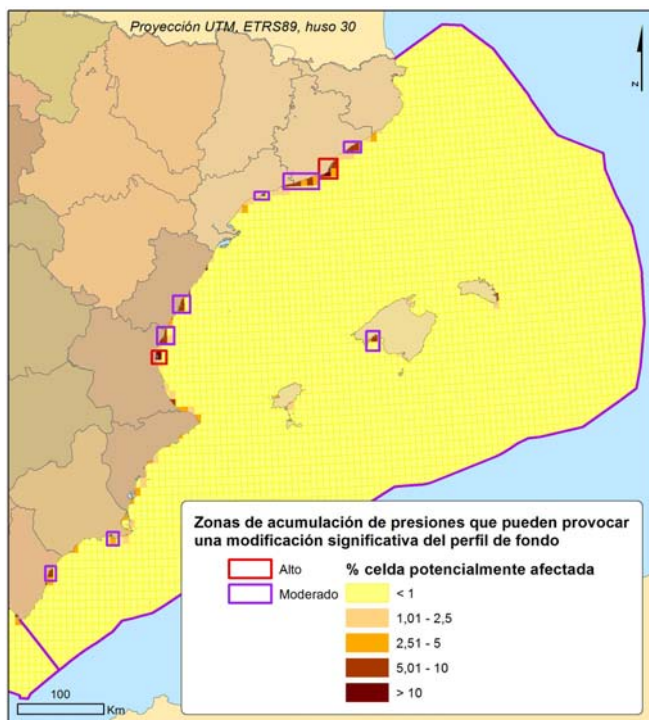 Proyección UTM, ETRS89, huso 30
z
Zonas de acumulación de presiones que pueden provocar
una modificación significativa del perfil de fondo
Alto
Moderado
% celda potencialmente afectada
< 1
1,01 - 2,5
2,51 - 5
5,01 - 10
> 10
100
Km